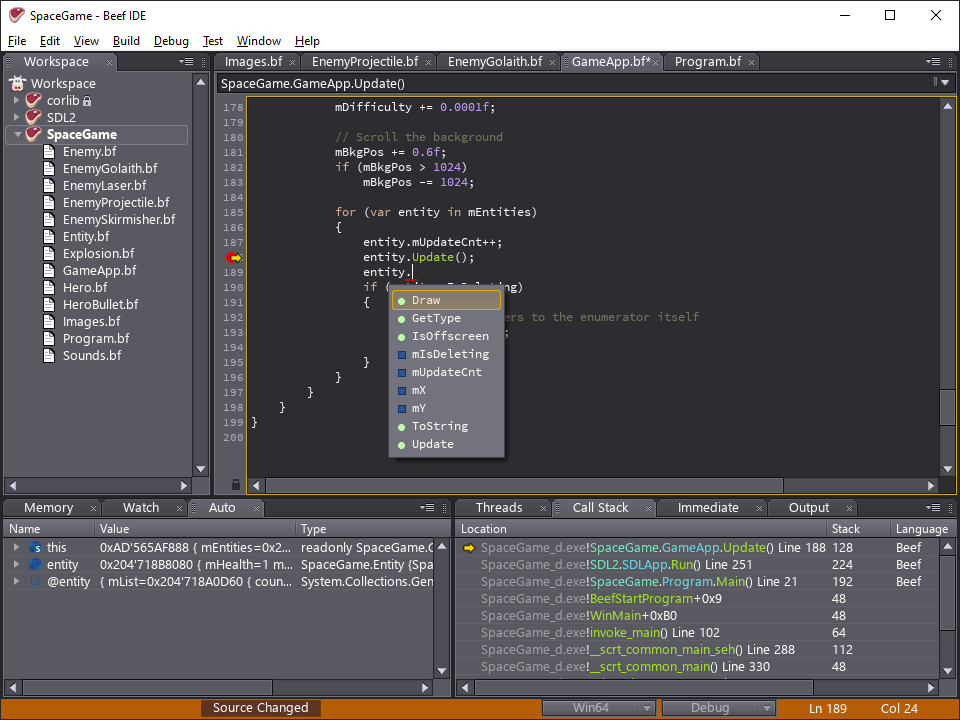 SpaceGame - Beef IDE
File Edit View Build Debug Test Window Help
Workspace
Workspace
corlib
SDL2
SpaceGame
Enemy.bf
EnemyGolaith.bf
EnemyLaser.bf
EnemyProjectile.bf
EnemySkirmisher.bf
Entity.bf
Explosion.bf
GameApp.bf
Hero.bf
HeroBullet.bf
Images.bf
Program.bf
Sounds.bf
Images.bf EnemyProjectile.bf EnemyGolaith.bf GameApp.bf* Program.bf
SpaceGame.GameApp.Update()
178 mDifficulty += 0.0001f;
179
180 // Scroll the background
181 mBkgPos += 0.6f;
182 if (mBkgPos > 1024)
183 mBkgPos -= 1024;
184
185 for (var entity in mEntities)
186 {
187 entity.mUpdateCnt++;
188 entity.Update();
189 entity.
190 if (
191 {
192 ers to the enumerator itself
193 ;
194
195 }
196 }
197 }
198 }
199 }
200
Draw
GetType
IsOffscreen
mIsDeleting
mUpdateCnt
mX
mY
ToString
Update
Memory Watch Auto
Name Value Type
this 0xAD'565AF888 { mEntities=0x2... readonly SpaceGame.G
entity 0x204'718B8080 { mHealth=1 m... SpaceGame.Entity {Spa
@entity { mList=0x204'718A0D60 { coun... System.Collections.Gen
Threads Call Stack Immediate Output
Location Stack Language
SpaceGame_d.exe!SpaceGame.GameApp.Update() Line 188 128 Beef
SpaceGame_d.exe!SDL2.SDLApp.Run() Line 251 224 Beef
SpaceGame_d.exe!SpaceGame.Program.Main() Line 21 192 Beef
SpaceGame_d.exe!BeefStartProgram+0x9 48
SpaceGame_d.exe!WinMain+0xB0 48
SpaceGame_d.exe!invoke_main() Line 102 64
SpaceGame_d.exe!__scrt_common_main_seh() Line 288 112
SpaceGame_d.exe!__scrt_common_main() Line 330 48
Source Changed Win64 Debug Ln 189 Col 24